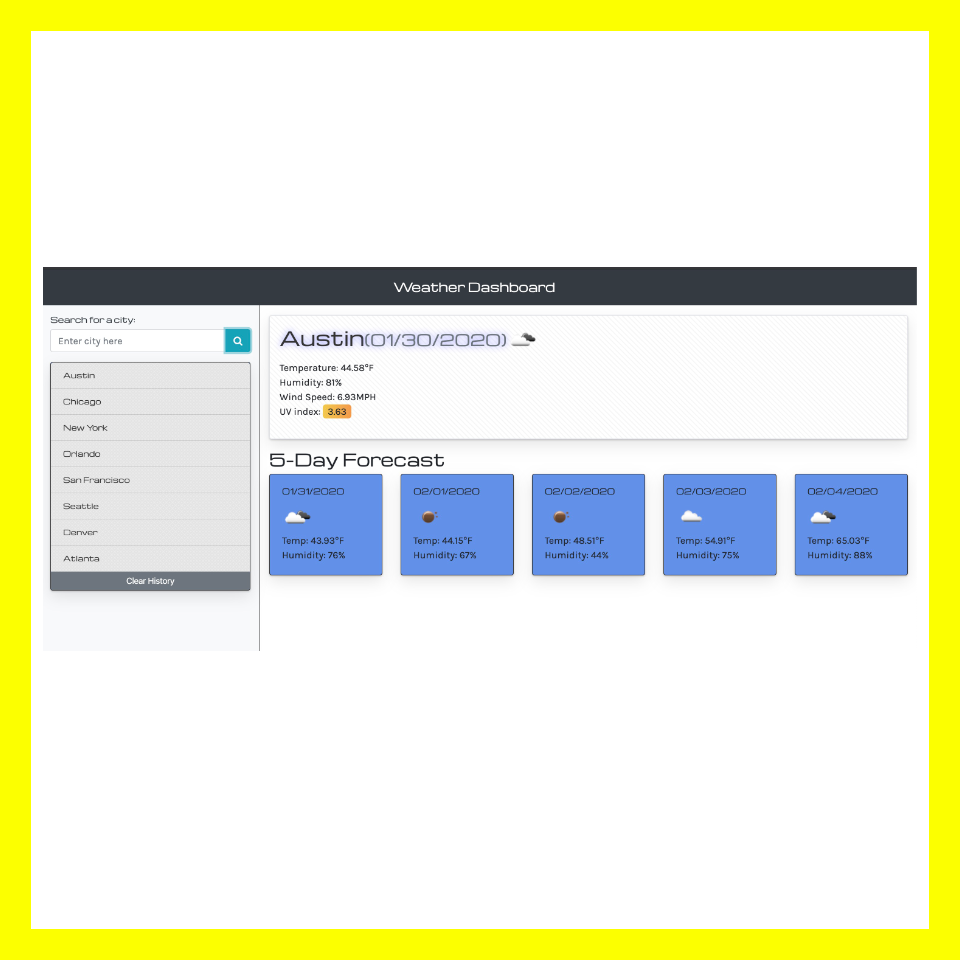 Weather Dashboard
Search for a city:
Enter city here
Austin
Chicago
New York
Orlando
San Francisco
Seattle
Denver
Atlanta
Clear History
Austin(01/30/2020)
Temperature: 44.58°F
Humidity: 81%
Wind Speed: 6.93MPH
UV index: 3.63
5-Day Forecast
01/31/2020
Temp: 43.93°F
Humidity: 76%
02/01/2020
Temp: 44.15°F
Humidity: 67%
02/02/2020
Temp: 48.51°F
Humidity: 44%
02/03/2020
Temp: 54.91°F
Humidity: 75%
02/04/2020
Temp: 65.03°F
Humidity: 88%